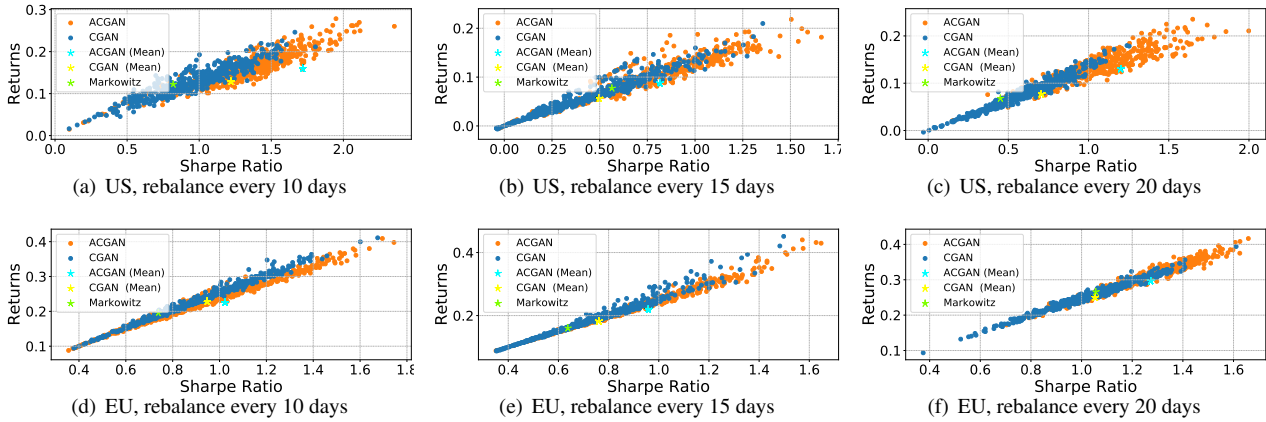 0.3
0.2
0.1
0.0
Returns
ACGAN
CGAN
ACGAN (Mean)
CGAN (Mean)
Markowitz
0.0 0.5 1.0 1.5 2.0
Sharpe Ratio
(a) US, rebalance every 10 days
0.2
0.1
0.0
Returns
ACGAN
CGAN
ACGAN (Mean)
CGAN (Mean)
Markowitz
0.00 0.25 0.50 0.75 1.00 1.25 1.50 1.7
Sharpe Ratio
(b) US, rebalance every 15 days
0.2
0.1
0.0
Returns
ACGAN
CGAN
ACGAN (Mean)
CGAN (Mean)
Markowitz
0.0 0.5 1.0 1.5 2.0
Sharpe Ratio
(c) US, rebalance every 20 days
0.4
0.3
0.2
0.1
Returns
ACGAN
CGAN
ACGAN (Mean)
CGAN (Mean)
Markowitz
0.4 0.6 0.8 1.0 1.2 1.4 1.6 1.8
Sharpe Ratio
(d) EU, rebalance every 10 days
0.4
0.2
Returns
ACGAN
CGAN
ACGAN (Mean)
CGAN (Mean)
Markowitz
0.4 0.6 0.8 1.0 1.2 1.4 1.6
Sharpe Ratio
(e) EU, rebalance every 15 days
0.4
0.3
0.2
0.1
Returns
ACGAN
CGAN
ACGAN (Mean)
CGAN (Mean)
Markowitz
0.4 0.6 0.8 1.0 1.2 1.4 1.6
Sharpe Ratio
(f) EU, rebalance every 20 days